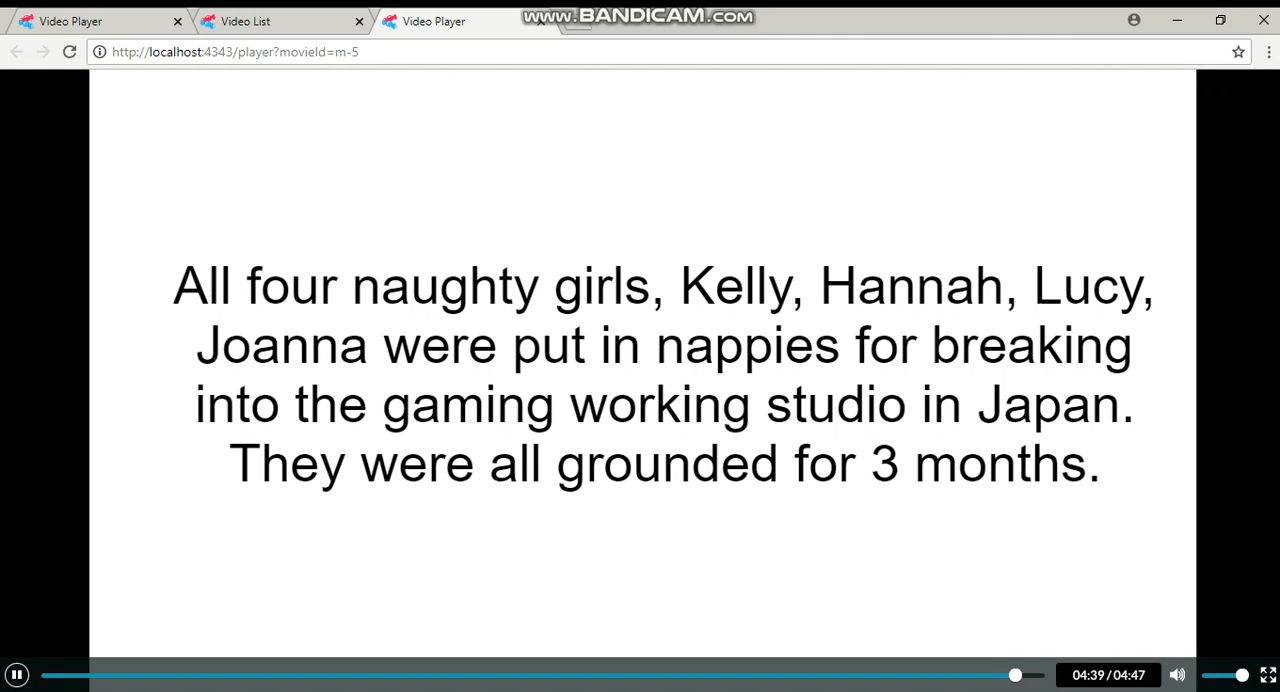 www.BANDICAM.com
Video Player
Video List
Video Player
http://localhost:4343/player?movieId=m-5
All four naughty girls, Kelly, Hannah, Lucy,
Joanna were put in nappies for breaking
into the gaming working studio in Japan.
They were all grounded for 3 months.
04:39 / 04:47